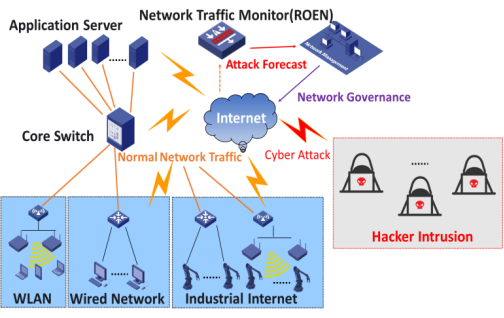 Network Traffic Monitor(ROEN)
Application Server
Attack Forecast
Network Management
Network Governance
Internet
Core Switch
Normal Network Traffic
Cyber Attack
Hacker Intrusion
WLAN
Wired Network
Industrial Internet